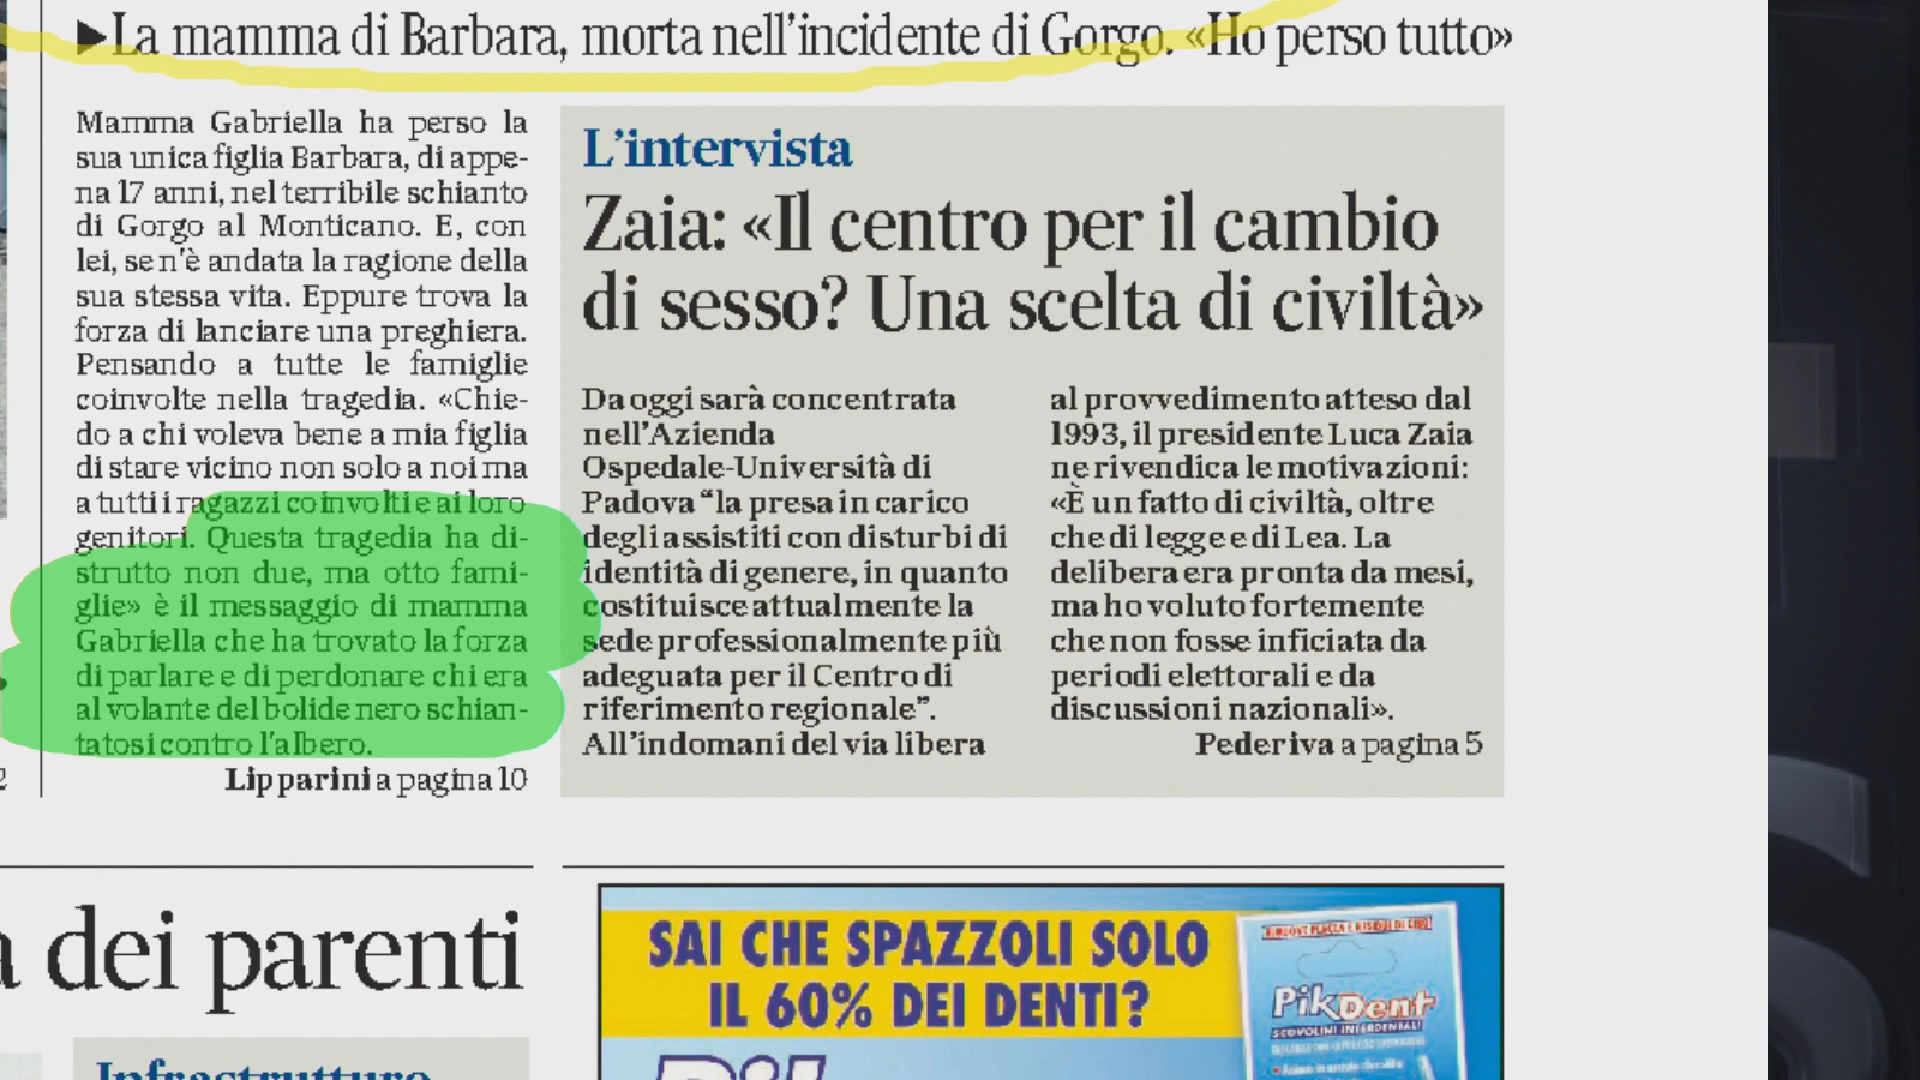 ▶La mamma di Barbara, morta nell'incidente di Gorgo. «Ho perso tutto»
Mamma Gabriella ha perso la
sua unica figlia Barbara, di appe-
na 17 anni, nel terribile schianto
di Gorgo al Monticano. E, con
lei, se n'è andata la ragione della
sua stessa vita. Eppure trova la
forza di lanciare una preghiera.
Pensando a tutte le famiglie
coinvolte nella tragedia. «Chie-
do a chi voleva bene a mia figlia
di stare vicino non solo a noi ma
a tutti i ragazzi coinvolti e ai loro
genitori. Questa tragedia ha di-
strutto non due, ma otto fami-
glie» è il messaggio di mamma
Gabriella che ha trovato la forza
di parlare e di perdonare chi era
al volante del bolide nero schian-
tatosi contro l'albero.
Lipparini a pagina 10
L'intervista
Zaia: «Il centro per il cambio
di sesso? Una scelta di civiltà»
Da oggi sarà concentrata
nell'Azienda
Ospedale-Università di
Padova “la presa in carico
degli assistiti con disturbi di
identità di genere, in quanto
costituisce attualmente la
sede professionalmente più
adeguata per il Centro di
riferimento regionale”.
All'indomani del via libera
al provvedimento atteso dal
1993, il presidente Luca Zaia
ne rivendica le motivazioni:
«È un fatto di civiltà, oltre
che di legge e di Lea. La
delibera era pronta da mesi,
ma ho voluto fortemente
che non fosse inficiata da
periodi elettorali e da
discussioni nazionali».
Pederiva a pagina 5
2
a dei parenti
Infrastrutture
SAI CHE SPAZZOLI SOLO
IL 60% DEI DENTI?
PikDent
SCOVOLINI INTERDENTALI